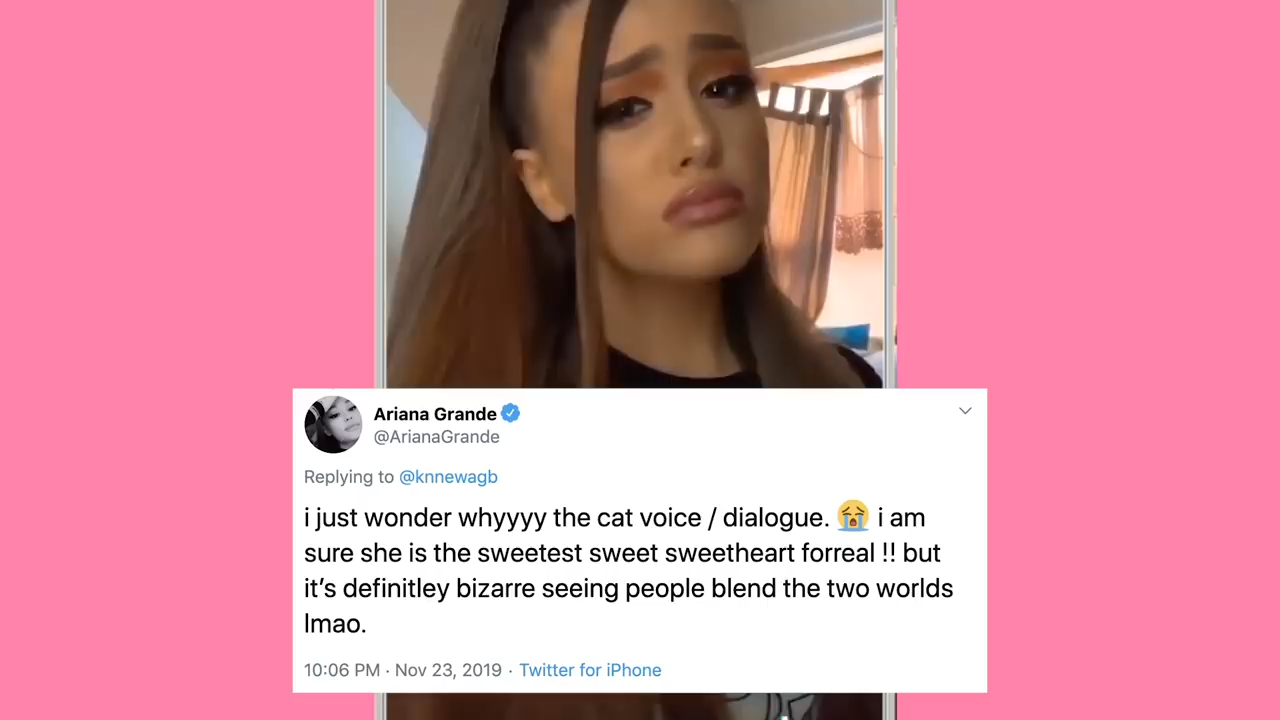 Ariana Grande
@ArianaGrande
Replying to @knnewagb
i just wonder whyyyy the cat voice / dialogue. 😭 i am
sure she is the sweetest sweet sweetheart forreal !! but
it’s definitley bizarre seeing people blend the two worlds
lmao.
10:06 PM · Nov 23, 2019 · Twitter for iPhone